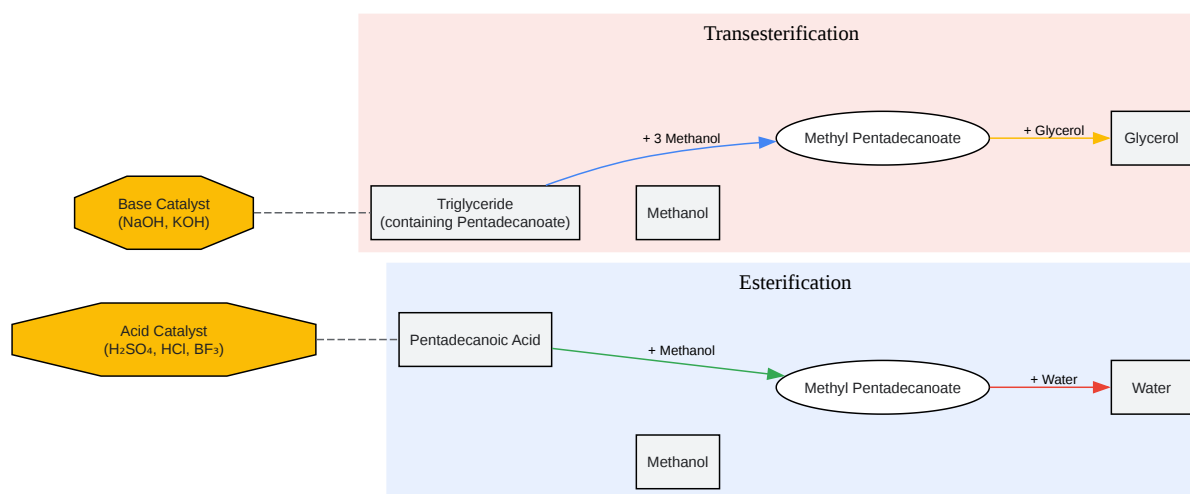 Transesterification
+ 3 Methanol
Methyl Pentadecanoate
+ Glycerol
Glycerol
Base Catalyst
(NaOH, KOH)
Triglyceride
(containing Pentadecanoate)
Methanol
Esterification
Acid Catalyst
(H₂SO₄, HCl, BF₃)
Pentadecanoic Acid
+ Methanol
Methyl Pentadecanoate
+ Water
Water
Methanol